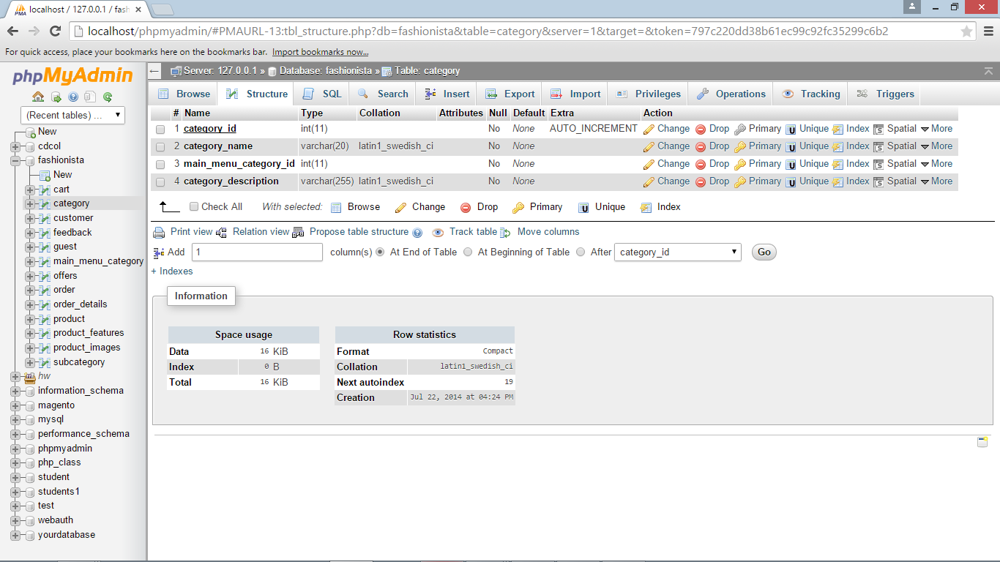 localhost / 127.0.0.1 / fash
localhost/phpmyadmin/#PMAURL-13:tbl_structure.php?db=fashionista&table=category&server=1&target=&token=797c220dd38b61ec99c92fc35299c6b2
For quick access, place your bookmarks here on the bookmarks bar. Import bookmarks now...
phpMyAdmin
(Recent tables) ...
New
cdcol
fashionista
New
cart
category
customer
feedback
guest
main_menu_category
offers
order
order_details
product
product_features
product_images
subcategory
hw
information_schema
magento
mysql
performance_schema
phpmyadmin
php_class
student
students1
test
webauth
yourdatabase
Server: 127.0.0.1 » Database: fashionista » Table: category
Browse Structure SQL Search Insert Export Import Privileges Operations Tracking Triggers
# Name Type Collation Attributes Null Default Extra Action
1 category_id int(11) No None AUTO_INCREMENT Change Drop Primary Unique Index Spatial More
2 category_name varchar(20) latin1_swedish_ci No None Change Drop Primary Unique Index Spatial More
3 main_menu_category_id int(11) No None Change Drop Primary Unique Index Spatial More
4 category_description varchar(255) latin1_swedish_ci No None Change Drop Primary Unique Index Spatial More
Check All With selected: Browse Change Drop Primary Unique Index
Print view Relation view Propose table structure Track table Move columns
Add 1 column(s) At End of Table At Beginning of Table After category_id Go
+ Indexes
Information
Space usage
Data 16 KiB
Index 0 B
Total 16 KiB
Row statistics
Format Compact
Collation latin1_swedish_ci
Next autoindex 19
Creation Jul 22, 2014 at 04:24 PM